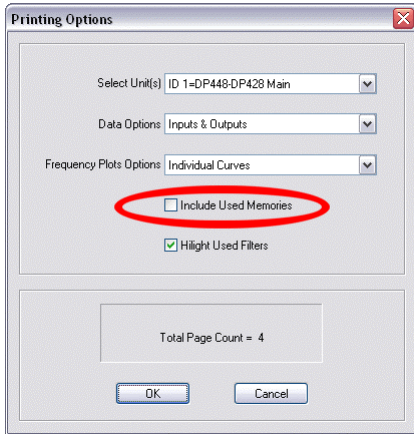 Printing Options
Select Unit(s) ID 1=DP448-DP428 Main
Data Options Inputs & Outputs
Frequency Plots Options Individual Curves
Include Used Memories
Hilight Used Filters
Total Page Count = 4
OK Cancel